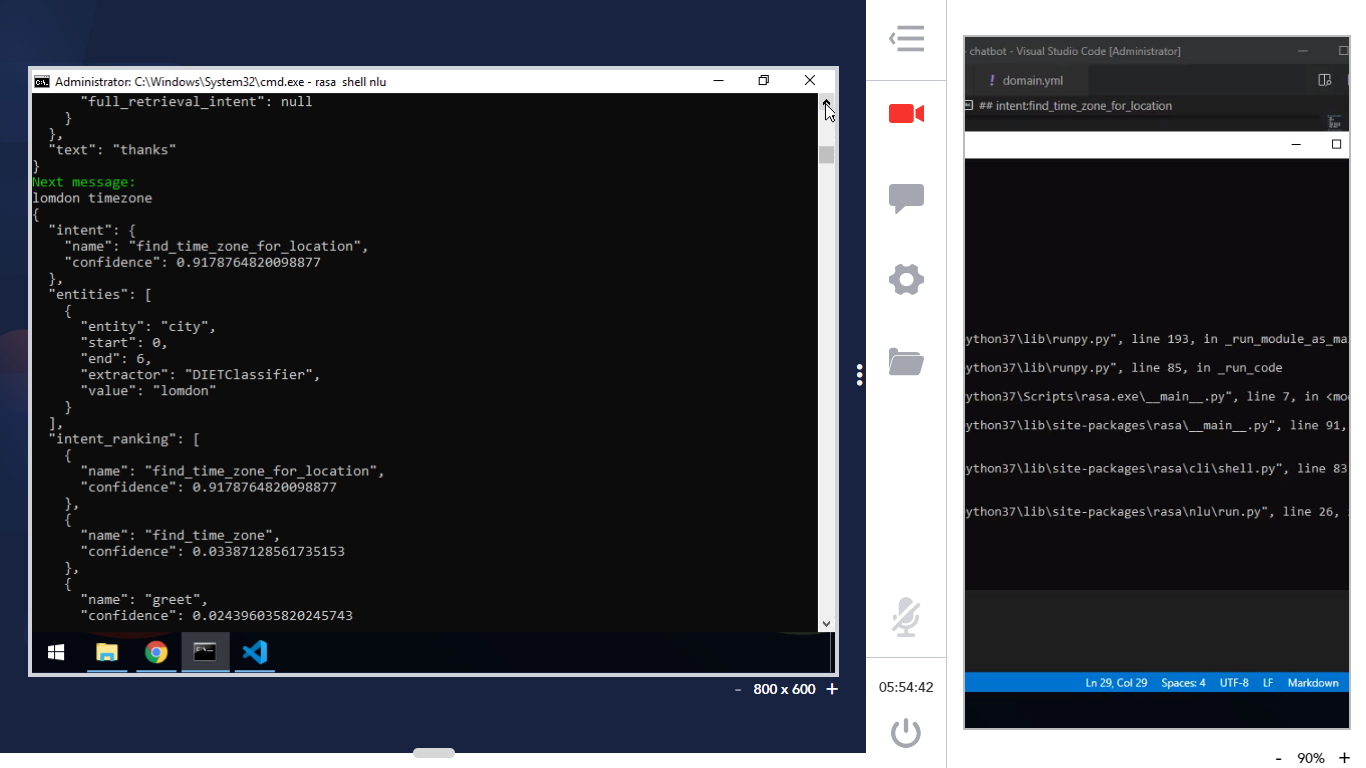 Administrator: C:\Windows\System32\cmd.exe - rasa shell nlu
"full_retrieval_intent": null
}
},
"text": "thanks"
}
Next message:
lomdon timezone
{
"intent": {
"name": "find_time_zone_for_location",
"confidence": 0.9178764820098877
},
"entities": [
{
"entity": "city",
"start": 0,
"end": 6,
"extractor": "DIETClassifier",
"value": "lomdon"
}
],
"intent_ranking": [
{
"name": "find_time_zone_for_location",
"confidence": 0.9178764820098877
},
{
"name": "find_time_zone",
"confidence": 0.03387128561735153
},
{
"name": "greet",
"confidence": 0.024396035820245743
- 800 x 600 +
05:54:42
chatbot - Visual Studio Code [Administrator]
! domain.yml
## intent:find_time_zone_for_location
ython37\lib\runpy.py", line 193, in _run_module_as_ma
ython37\lib\runpy.py", line 85, in _run_code
ython37\Scripts\rasa.exe\__main__.py", line 7, in <mo
ython37\lib\site-packages\rasa\__main__.py", line 91,
ython37\lib\site-packages\rasa\cli\shell.py", line 83
ython37\lib\site-packages\rasa\nlu\run.py", line 26,
Ln 29, Col 29 Spaces: 4 UTF-8 LF Markdown
- 90% +